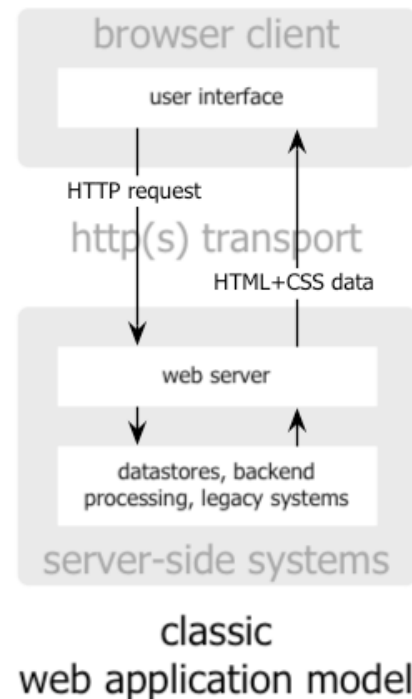 browser client
user interface
HTTP request
http(s) transport
HTML+CSS data
web server
datastores, backend
processing, legacy systems
server-side systems
classic
web application model